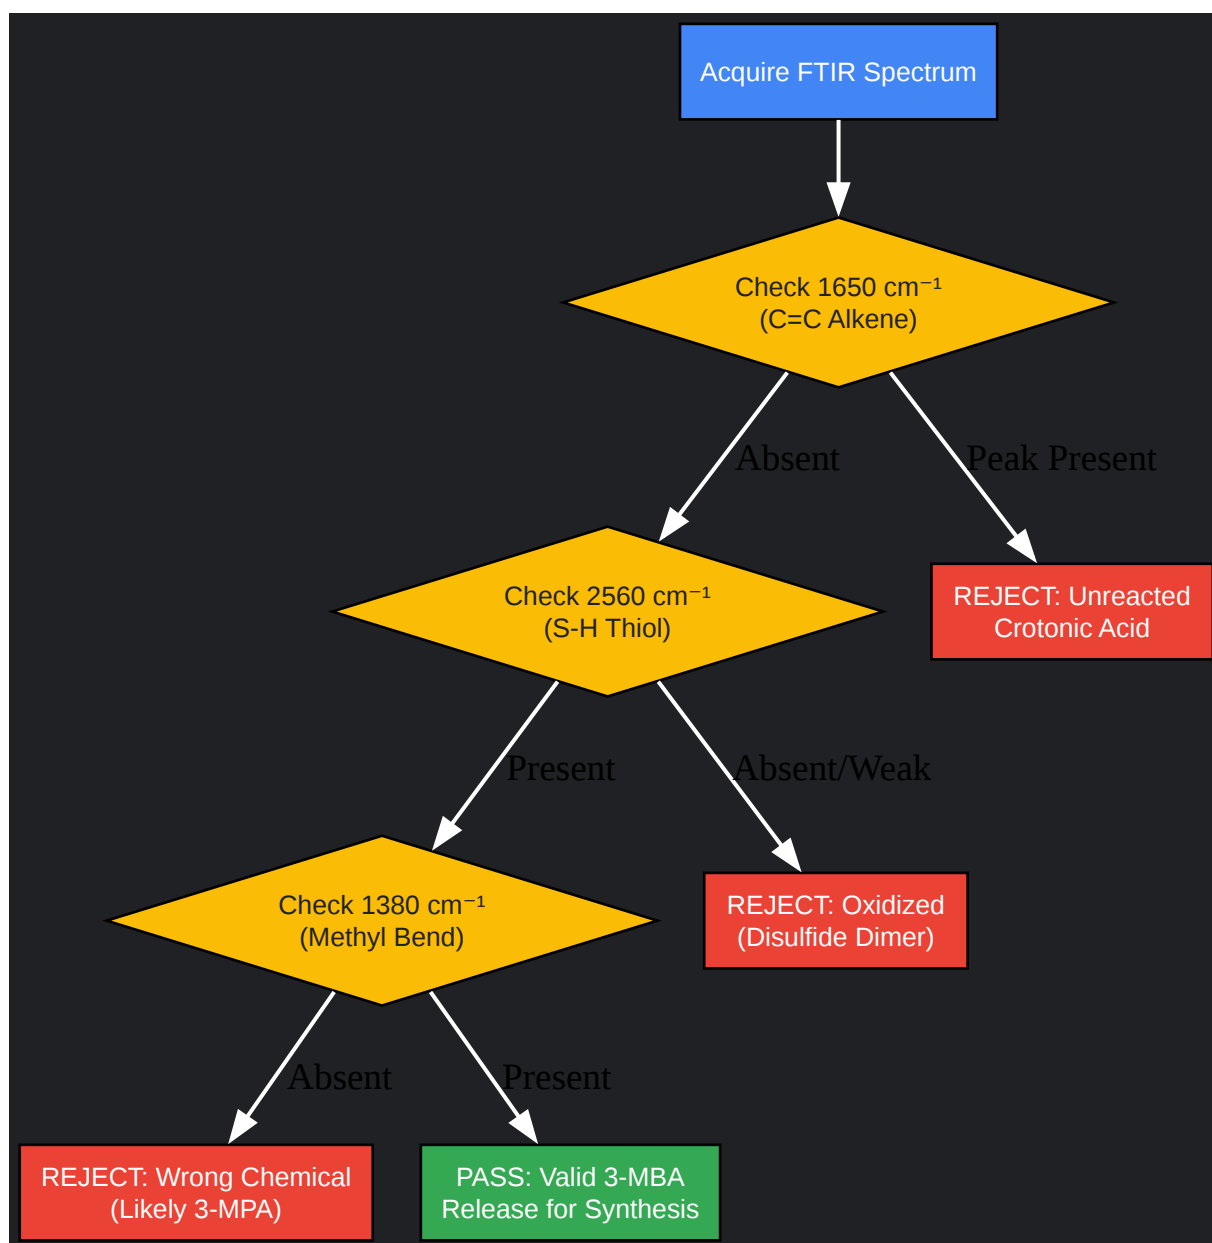 Acquire FTIR Spectrum
Check 1650 cm⁻¹
(C=C Alkene)
Absent
Peak Present
Check 2560 cm⁻¹
(S-H Thiol)
REJECT: Unreacted
Crotonic Acid
Present
Absent/Weak
Check 1380 cm⁻¹
(Methyl Bend)
REJECT: Oxidized
(Disulfide Dimer)
Absent
Present
REJECT: Wrong Chemical
(Likely 3-MPA)
PASS: Valid 3-MBA
Release for Synthesis